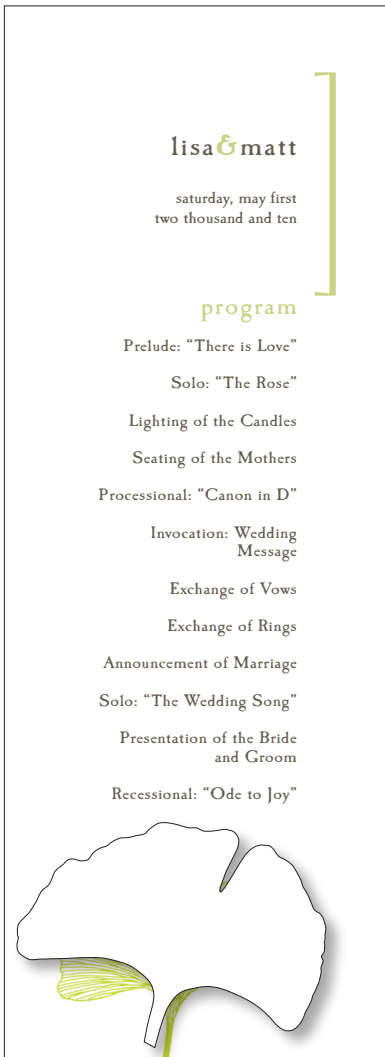 lisa&matt
saturday, may first
two thousand and ten
program
Prelude: “There is Love”
Solo: “The Rose”
Lighting of the Candles
Seating of the Mothers
Processional: “Canon in D”
Invocation: Wedding
Message
Exchange of Vows
Exchange of Rings
Announcement of Marriage
Solo: “The Wedding Song”
Presentation of the Bride
and Groom
Recessional: “Ode to Joy”